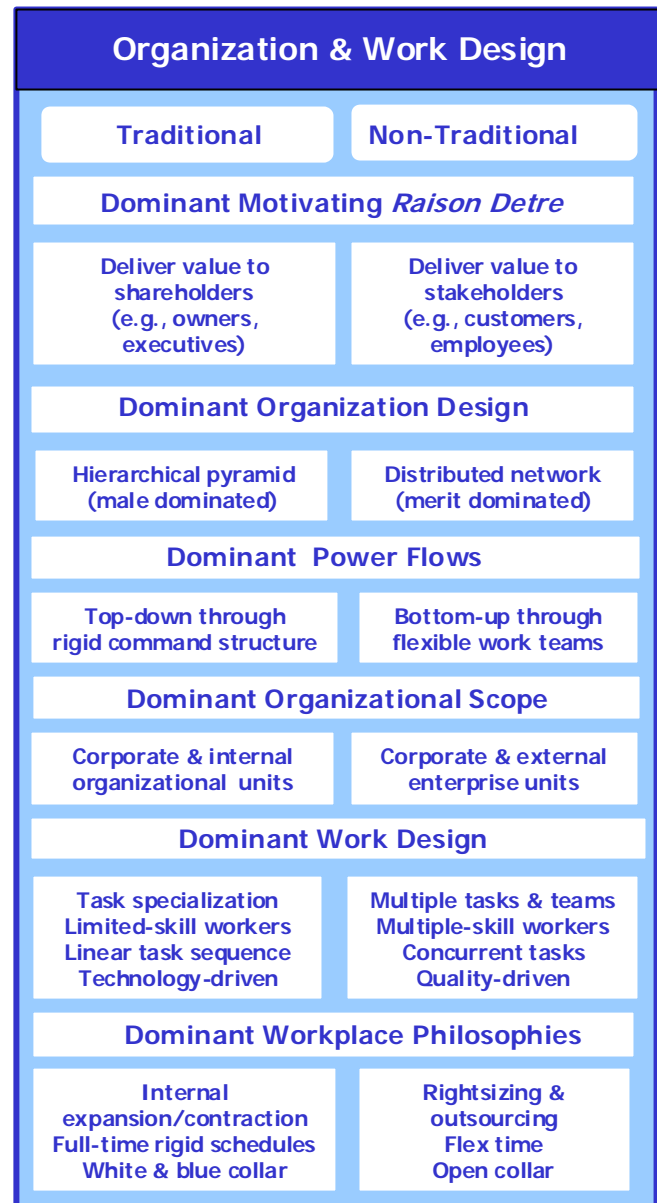 Organization & Work Design
Traditional
Non-Traditional
Dominant Motivating Raison Detre
Deliver value to
shareholders
(e.g., owners,
executives)
Deliver value to
stakeholders
(e.g., customers,
employees)
Dominant Organization Design
Hierarchical pyramid
(male dominated)
Distributed network
(merit dominated)
Dominant Power Flows
Top-down through
rigid command structure
Bottom-up through
flexible work teams
Dominant Organizational Scope
Corporate & internal
organizational units
Corporate & external
enterprise units
Dominant Work Design
Task specialization
Limited-skill workers
Linear task sequence
Technology-driven
Multiple tasks & teams
Multiple-skill workers
Concurrent tasks
Quality-driven
Dominant Workplace Philosophies
Internal
expansion/contraction
Full-time rigid schedules
White & blue collar
Rightsizing &
outsourcing
Flex time
Open collar